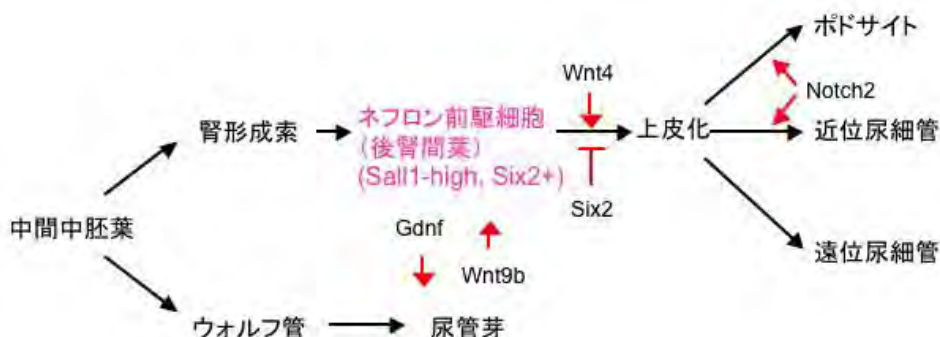 ポドサイト
Wnt4
Notch2
腎形成索
ネフロン前駆細胞
（後腎間葉）
(Sall1-high, Six2+)
上皮化
近位尿細管
Six2
中間中胚葉
Gdnf
Wnt9b
遠位尿細管
ウォルフ管
尿管芽